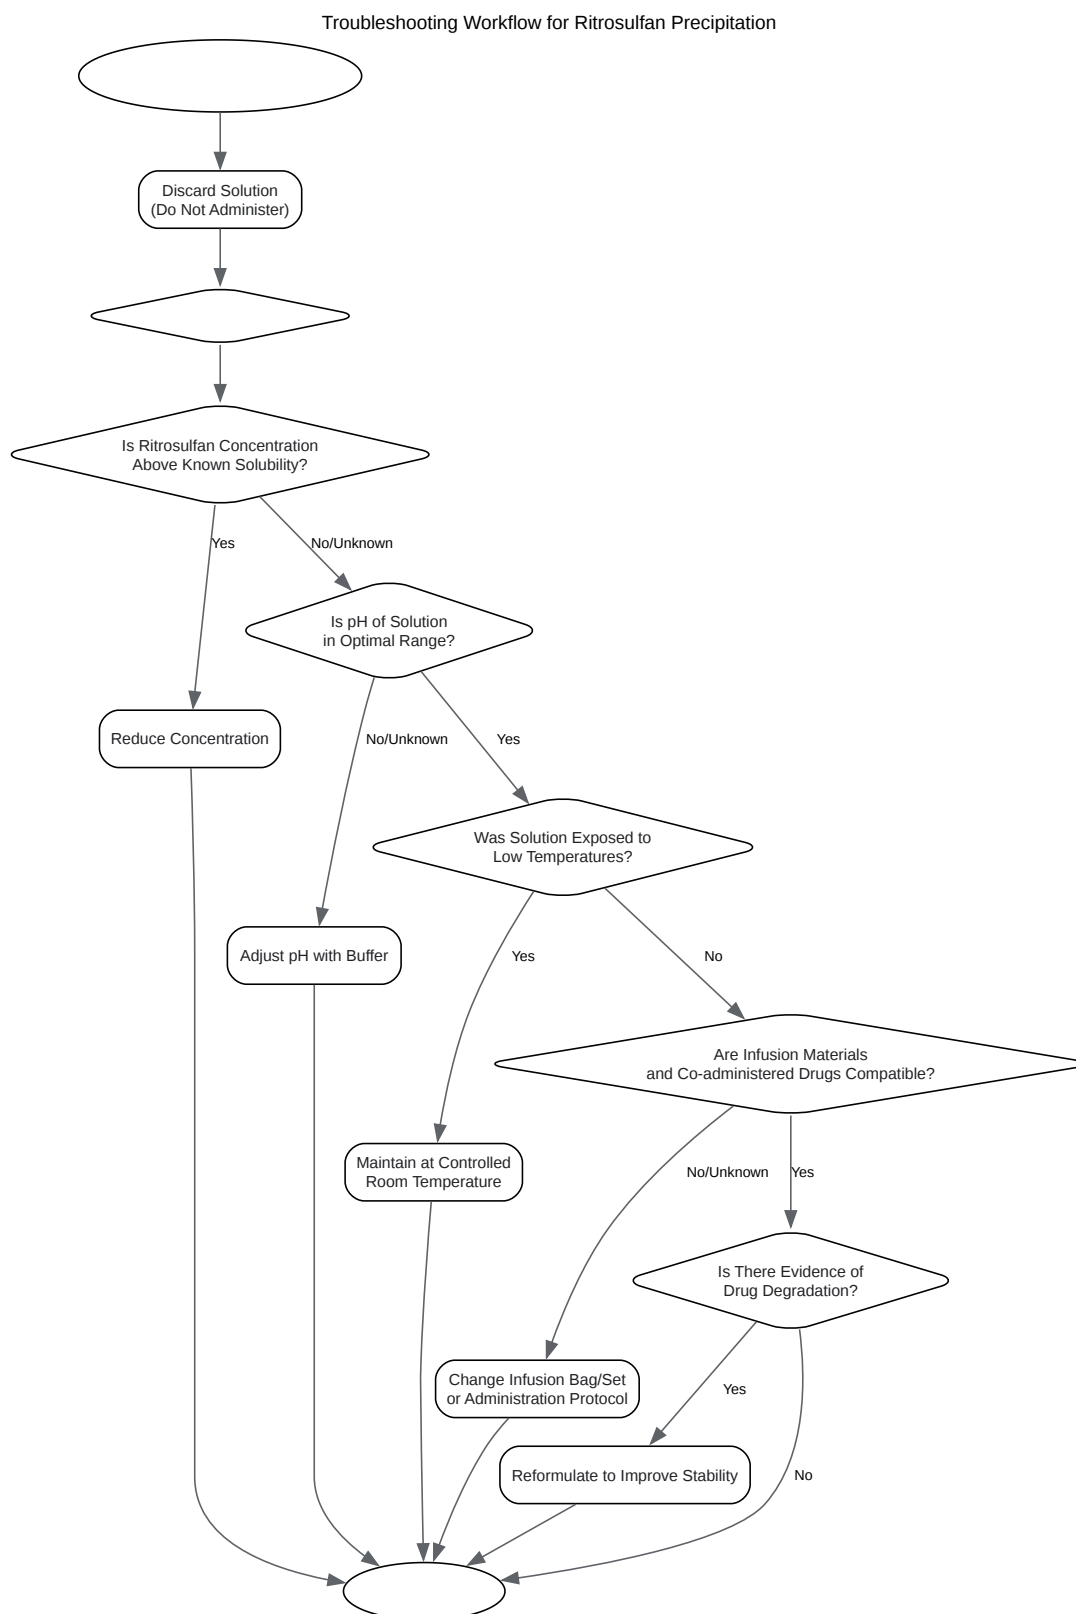 Troubleshooting Workflow for Ritrosulfan Precipitation
Discard Solution
(Do Not Administer)
Is Ritrosulfan Concentration
Above Known Solubility?
Yes
No/Unknown
Is pH of Solution
in Optimal Range?
Reduce Concentration
No/Unknown
Yes
Was Solution Exposed to
Low Temperatures?
Adjust pH with Buffer
Yes
No
Are Infusion Materials
and Co-administered Drugs Compatible?
Maintain at Controlled
Room Temperature
No/Unknown
Yes
Is There Evidence of
Drug Degradation?
Change Infusion Bag/Set
or Administration Protocol
Yes
Reformulate to Improve Stability
No